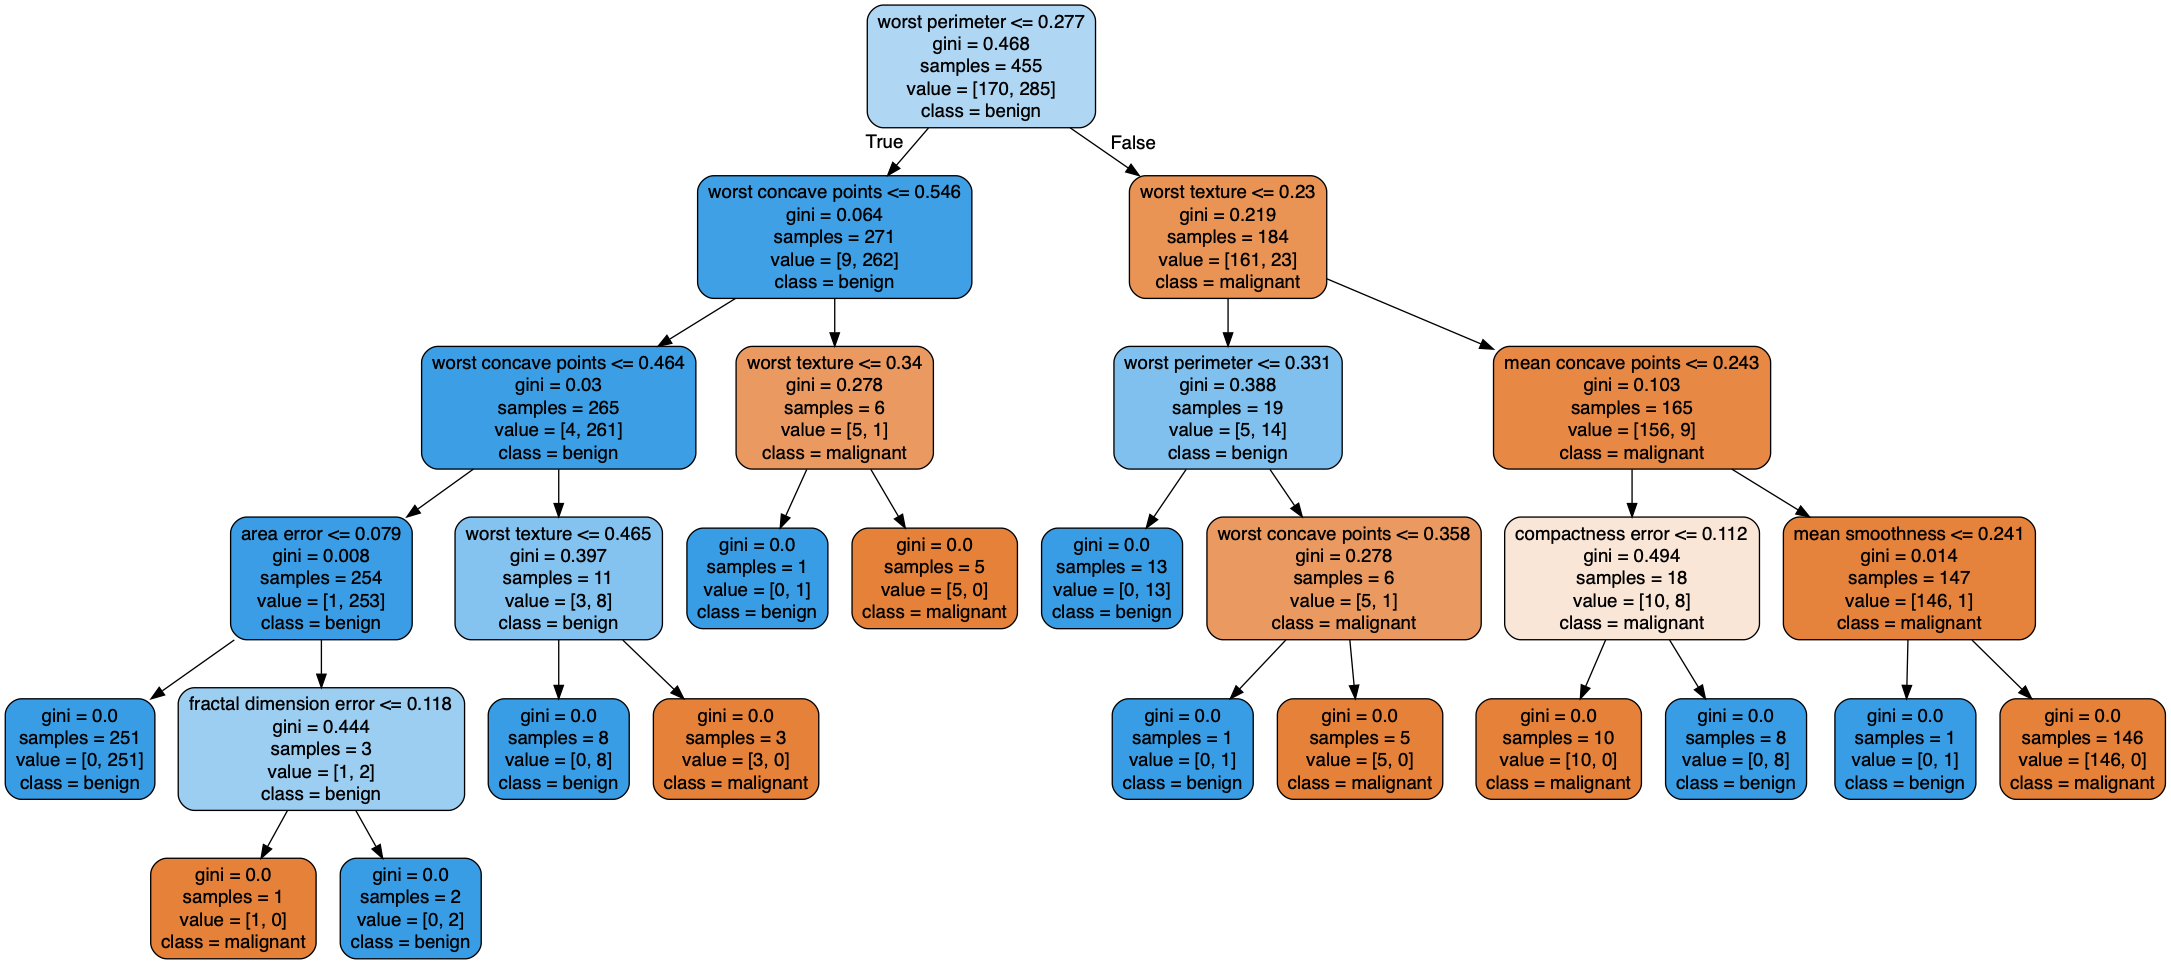 worst perimeter <= 0.277
gini = 0.468
samples = 455
value = [170, 285]
class = benign
True
False
worst concave points <= 0.546
gini = 0.064
samples = 271
value = [9, 262]
class = benign
worst texture <= 0.23
gini = 0.219
samples = 184
value = [161, 23]
class = malignant
worst concave points <= 0.464
gini = 0.03
samples = 265
value = [4, 261]
class = benign
worst texture <= 0.34
gini = 0.278
samples = 6
value = [5, 1]
class = malignant
worst perimeter <= 0.331
gini = 0.388
samples = 19
value = [5, 14]
class = benign
mean concave points <= 0.243
gini = 0.103
samples = 165
value = [156, 9]
class = malignant
area error <= 0.079
gini = 0.008
samples = 254
value = [1, 253]
class = benign
worst texture <= 0.465
gini = 0.397
samples = 11
value = [3, 8]
class = benign
gini = 0.0
samples = 1
value = [0, 1]
class = benign
gini = 0.0
samples = 5
value = [5, 0]
class = malignant
gini = 0.0
samples = 13
value = [0, 13]
class = benign
worst concave points <= 0.358
gini = 0.278
samples = 6
value = [5, 1]
class = malignant
compactness error <= 0.112
gini = 0.494
samples = 18
value = [10, 8]
class = malignant
mean smoothness <= 0.241
gini = 0.014
samples = 147
value = [146, 1]
class = malignant
gini = 0.0
samples = 251
value = [0, 251]
class = benign
fractal dimension error <= 0.118
gini = 0.444
samples = 3
value = [1, 2]
class = benign
gini = 0.0
samples = 8
value = [0, 8]
class = benign
gini = 0.0
samples = 3
value = [3, 0]
class = malignant
gini = 0.0
samples = 1
value = [0, 1]
class = benign
gini = 0.0
samples = 5
value = [5, 0]
class = malignant
gini = 0.0
samples = 10
value = [10, 0]
class = malignant
gini = 0.0
samples = 8
value = [0, 8]
class = benign
gini = 0.0
samples = 1
value = [0, 1]
class = benign
gini = 0.0
samples = 146
value = [146, 0]
class = malignant
gini = 0.0
samples = 1
value = [1, 0]
class = malignant
gini = 0.0
samples = 2
value = [0, 2]
class = benign